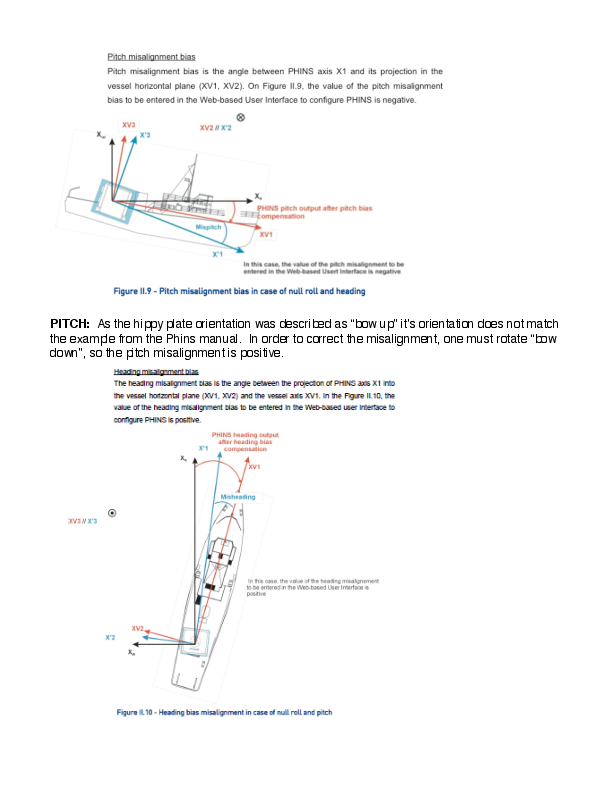 Pitch misalignment bias
Pitch misalignment bias is the angle between PHINS axis X1 and its projection in the
vessel horizontal plane (XV1, XV2). On Figure II.9, the value of the pitch misalignment
bias to be entered in the Web-based User Interface to configure PHINS is negative.
XV3
X'3
XV2 // X'2
PHINS pitch output after pitch bias
compensation
Mispitch
XV1
X'1
In this case, the value of the pitch misalignment to be
entered in the Web-based Usert Interface is negative
Figure II.9 - Pitch misalignment bias in case of null roll and heading
PITCH: As the hippy plate orientation was described as “bow up” it’s orientation does not match
the example from the Phins manual. In order to correct the misalignment, one must rotate “bow
down”, so the pitch misalignment is positive.
Heading misalignment bias
The heading misalignment bias is the angle between the projection of PHINS axis X1 into
the vessel horizontal plane (XV1, XV2) and the vessel axis XV1. In the Figure II.10, the
value of the heading misalignment bias to be entered in the Web-based user interface to
configure PHINS is positive.
PHINS heading output
after heading bias
compensation
X'1
XV1
Misheading
XV3 // X'3
In this case, the value of the heading misalignement
to be entered in the Web-based User Interface is
positive
XV2
X'2
Figure II.10 - Heading bias misalignment in case of null roll and pitch